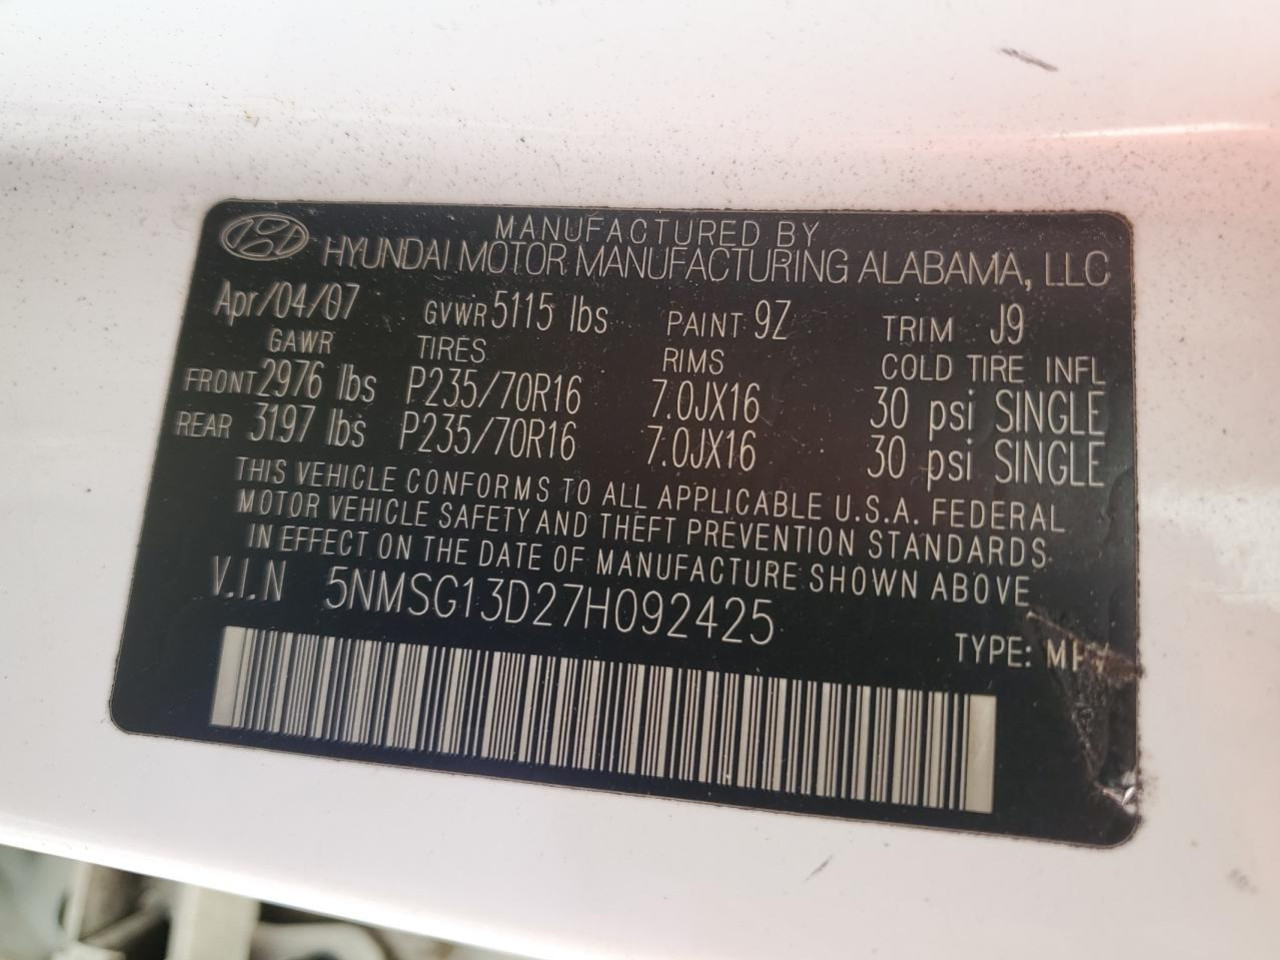 MANUFACTURED BY
HYUNDAI MOTOR MANUFACTURING ALABAMA, LLC
Apr/04/07 GVWR 5115 lbs PAINT 9Z TRIM J9
GAWR TIRES RIMS COLD TIRE INFL
FRONT 2976 lbs P235/70R16 7.0JX16 30 psi SINGLE
REAR 3197 lbs P235/70R16 7.0JX16 30 psi SINGLE
THIS VEHICLE CONFORMS TO ALL APPLICABLE U.S.A. FEDERAL
MOTOR VEHICLE SAFETY AND THEFT PREVENTION STANDARDS
IN EFFECT ON THE DATE OF MANUFACTURE SHOWN ABOVE
V.I.N 5NMSG13D27H092425
TYPE: MPV